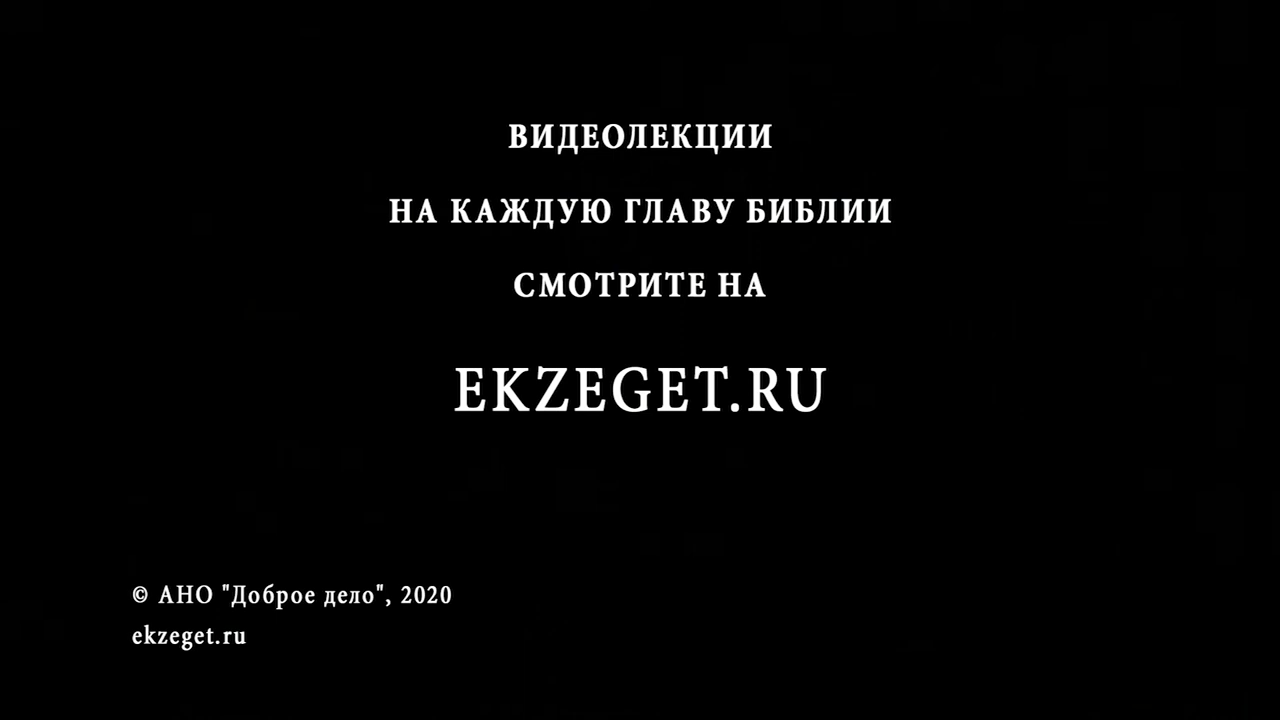 ВИДЕОЛЕКЦИИ
НА КАЖДУЮ ГЛАВУ БИБЛИИ
СМОТРИТЕ НА
EKZEGET.RU
© АНО "Доброе дело", 2020
ekzeget.ru